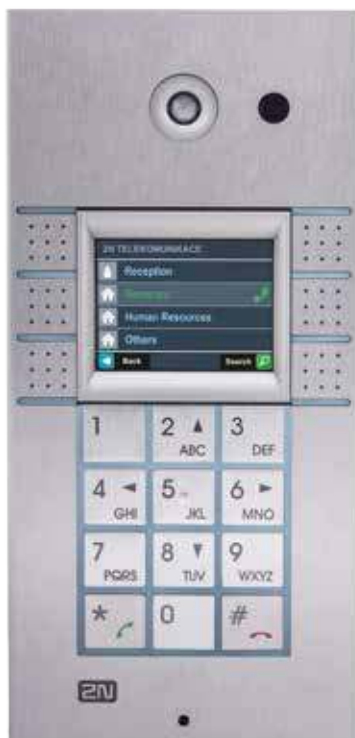 2N TELEKOMUNIKACE
Reception
Human Resources
Others
Back Search
1 2 3
ABC DEF
4 5 6
GHI JKL MNO
7 8 9
PQRS TUV WXYZ
* 0 #
2N